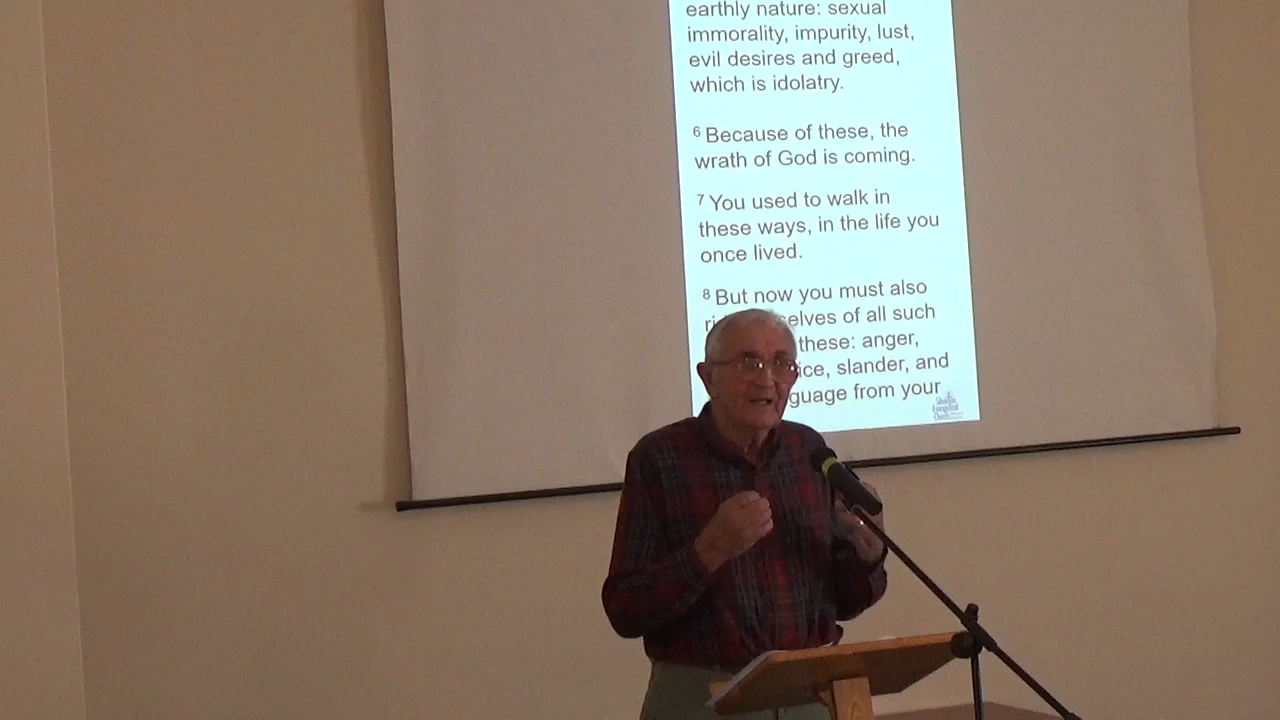 earthly nature: sexual
immorality, impurity, lust,
evil desires and greed,
which is idolatry.
6 Because of these, the
wrath of God is coming.
7 You used to walk in
these ways, in the life you
once lived.
8 But now you must also
elves of all such
these: anger,
ice, slander, and
guage from your
Evangelical
Church